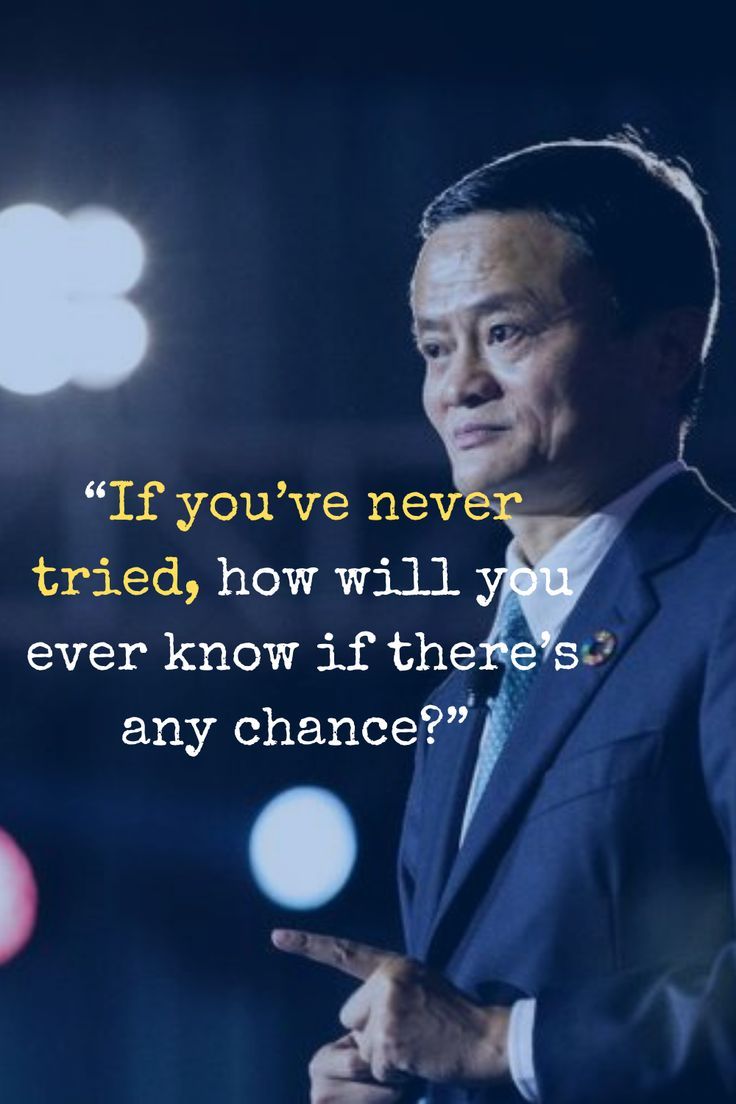 “If you’ve never
tried, how will you
ever know if there’s
any chance?”